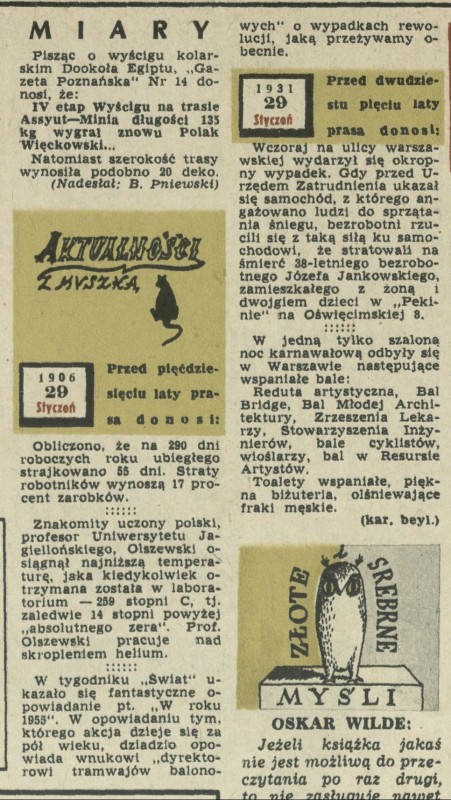 MIARY
Pisząc o wyścigu kolar-
skim Dookoła Egiptu, „Ga-
zeta Poznańska" Nr 14 do-
nosi, że:
IV etap Wyścigu na trasie
Assyut—Minia długości 135
km wygrał znowu Polak
Więckowski...
Natomiast szerokość trasy
wynosiła podobno 20 deko.
(Nadesłał: B. Pniewski)
AKTUALNOŚCI
Z MYSZKĄ
1906
29
Styczeń
Przed pięćdzie-
sięciu laty pra-
sa donosi:
Obliczono, że na 290 dni
roboczych roku ubiegłego
strajkowano 55 dni. Straty
robotników wynoszą 17 pro-
cent zarobków.
::::::
Znakomity uczony polski,
profesor Uniwersytetu Ja-
giellońskiego, Olszewski o-
siągnął najniższą tempera-
turę, jaka kiedykolwiek o-
trzymana została w labora-
torium — 259 stopni C, tj.
zaledwie 14 stopni powyżej
„absolutnego zera". Prof.
Olszewski pracuje nad
skropleniem helium.
::::::
W tygodniku „Świat" u-
kazało się fantastyczne o-
powiadanie pt. „W roku
1955". W opowiadaniu tym,
którego akcja dzieje się za
pół wieku, dziadzio opo-
wiada wnukowi „dyrekto-
rowi tramwajów balono-
wych" o wypadkach rewo-
lucji, jaką przeżywamy o-
becnie.
1931
29
Styczeń
Przed dwudzie-
stu pięciu laty
prasa donosi:
Wczoraj na ulicy warsza-
wskiej wydarzył się okrop-
ny wypadek. Gdy przed U-
rzędem Zatrudnienia ukazał
się samochód, z którego an-
gażowano ludzi do sprząta-
nia śniegu, bezrobotni rzu-
cili się z taką siłą ku samo-
chodowi, że stratowali na
śmierć 38-letniego bezrobo-
tnego Józefa Jankowskiego,
zamieszkałego z żoną i
dwojgiem dzieci w „Peki-
nie" na Oświęcimskiej 8.
::::::
W jedną tylko szaloną
noc karnawałową odbyły się
w Warszawie następujące
wspaniałe bale:
Reduta artystyczna, Bal
Bridge, Bal Młodej Archi-
tektury, Zrzeszenia Leka-
rzy, Stowarzyszenia Inży-
nierów, bale cyklistów,
wioślarzy, bal w Resursie
Artystów.
Toalety wspaniałe, pięk-
na biżuteria, olśniewające
fraki męskie.
(kar. beyl.)
ZŁOTE
SREBRNE
MYŚLI
OSKAR WILDE:
Jeżeli książka jakaś
nie jest możliwą do prze-
czytania po raz drugi,
to nie zasługuje nawet